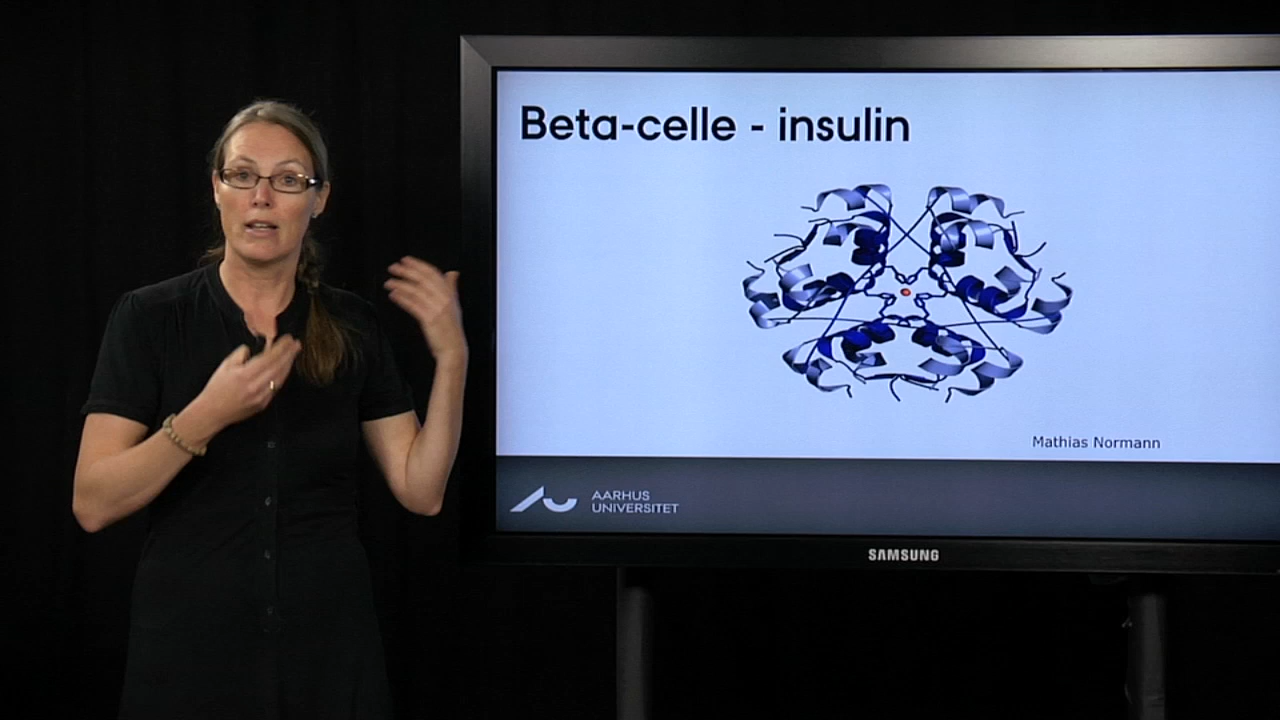 Beta-celle - insulin
Mathias Normann
AARHUS
UNIVERSITET
SAMSUNG